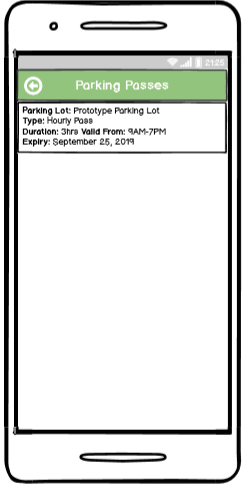 21:25
Parking Passes
Parking Lot: Prototype Parking Lot
Type: Hourly Pass
Duration: 3hrs Valid From: 9AM-7PM
Expiry: September 25, 2019